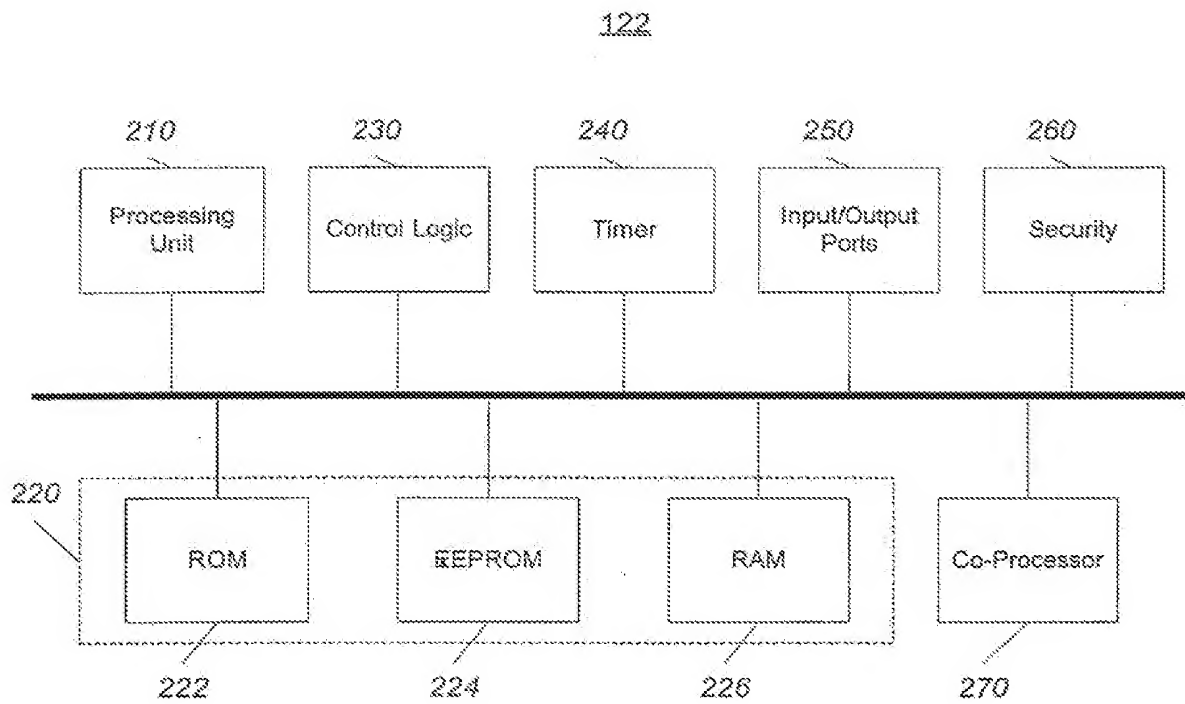 122
210 230 240 250 260
Processing
Unit
Control Logic
Timer
Input/Output
Ports
Security
220
ROM
EEPROM
RAM
Co-Processor
222 224 226 270